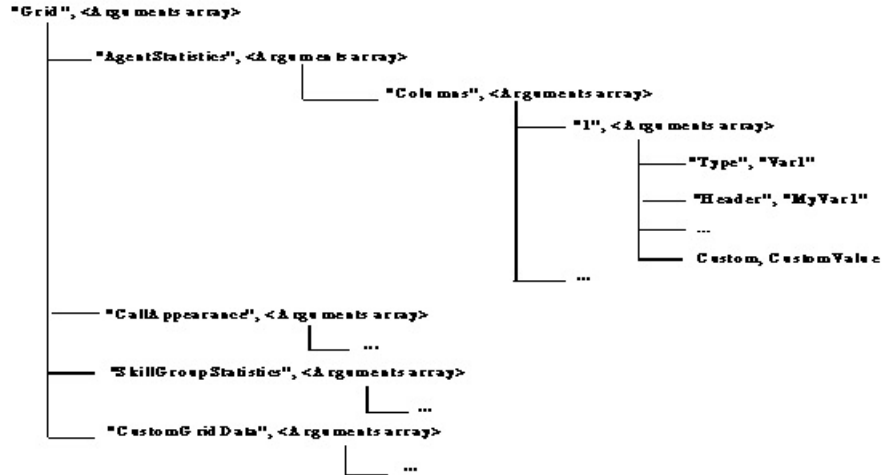 "Grid", <Arguments array>
"AgentStatistics", <Arguments array>
"Columns", <Arguments array>
"1", <Arguments array>
"Type", "Var1"
"Header", "MyVar1"
...
Custom, CustomValue
...
"CallAppearance", <Arguments array>
...
"SkillGroupStatistics", <Arguments array>
...
"CustomGridData", <Arguments array>
...